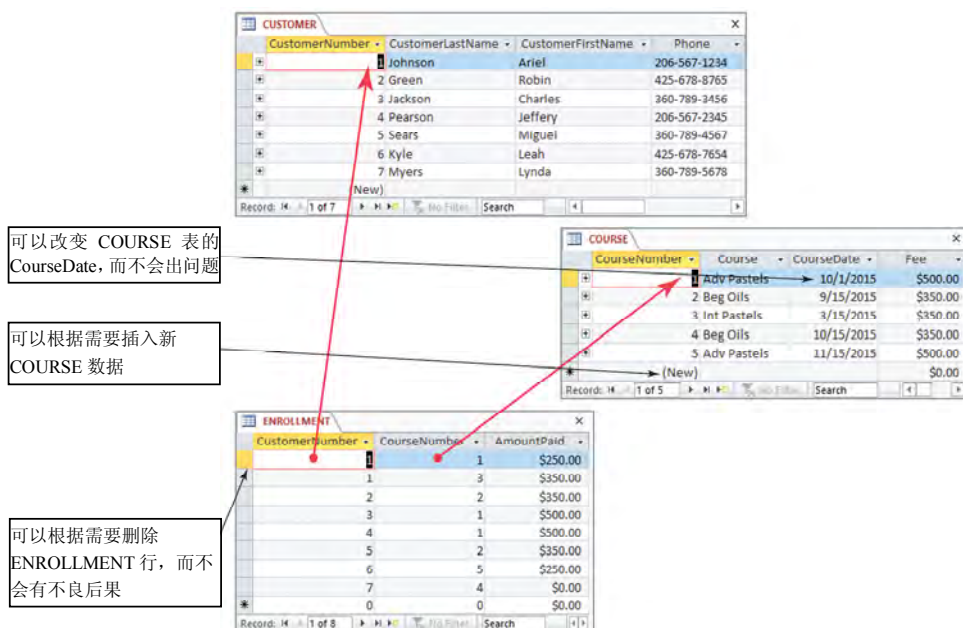 CUSTOMER
CustomerNumber CustomerLastName CustomerFirstName Phone
1 Johnson Ariel 206-567-1234
2 Green Robin 425-678-8765
3 Jackson Charles 360-789-3456
4 Pearson Jeffery 206-567-2345
5 Sears Miguel 360-789-4567
6 Kyle Leah 425-678-7654
7 Myers Lynda 360-789-5678
(New)
Record: 1 of 7 No Filter Search
可以改变 COURSE 表的
CourseDate，而不会出问题
COURSE
CourseNumber Course CourseDate Fee
1 Adv Pastels 10/1/2015 $500.00
2 Beg Oils 9/15/2015 $350.00
3 Int Pastels 3/15/2015 $350.00
4 Beg Oils 10/15/2015 $350.00
5 Adv Pastels 11/15/2015 $500.00
(New) $0.00
Record: 1 of 5 No Filter Search
可以根据需要插入新
COURSE 数据
ENROLLMENT
CustomerNumber CourseNumber AmountPaid
1 1 $250.00
1 3 $350.00
2 2 $350.00
3 1 $500.00
4 1 $500.00
5 2 $350.00
6 5 $250.00
7 4 $0.00
0 0 $0.00
Record: 1 of 8 No Filter Search
可以根据需要删除
ENROLLMENT 行，而不
会有不良后果